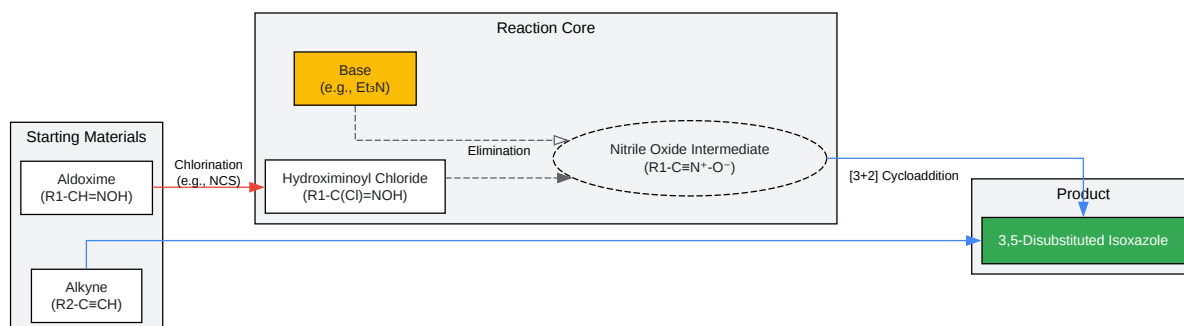 Reaction Core
Base
(e.g., Et₃N)
Starting Materials
Aldoxime
(R1-CH=NOH)
Chlorination
(e.g., NCS)
Hydroximinoyl Chloride
(R1-C(Cl)=NOH)
Elimination
Nitrile Oxide Intermediate
(R1-C≡N⁺-O⁻)
[3+2] Cycloaddition
Product
3,5-Disubstituted Isoxazole
Alkyne
(R2-C≡CH)